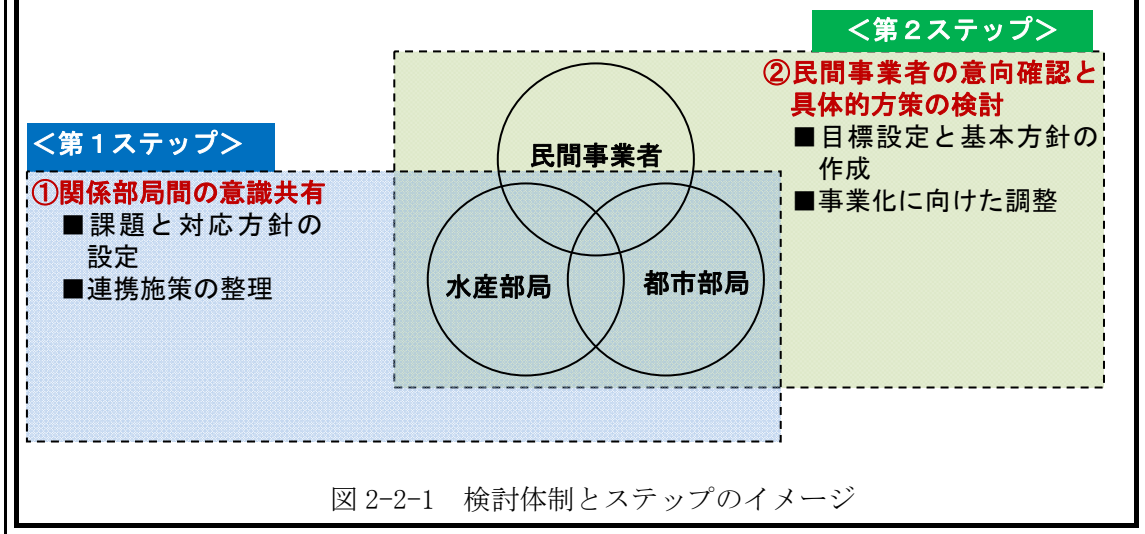 ＜第１ステップ＞
①関係部局間の意識共有
■課題と対応方針の
設定
■連携施策の整理
＜第２ステップ＞
②民間事業者の意向確認と
具体的方策の検討
■目標設定と基本方針の
作成
■事業化に向けた調整
民間事業者
水産部局
都市部局
図 2-2-1　検討体制とステップのイメージ